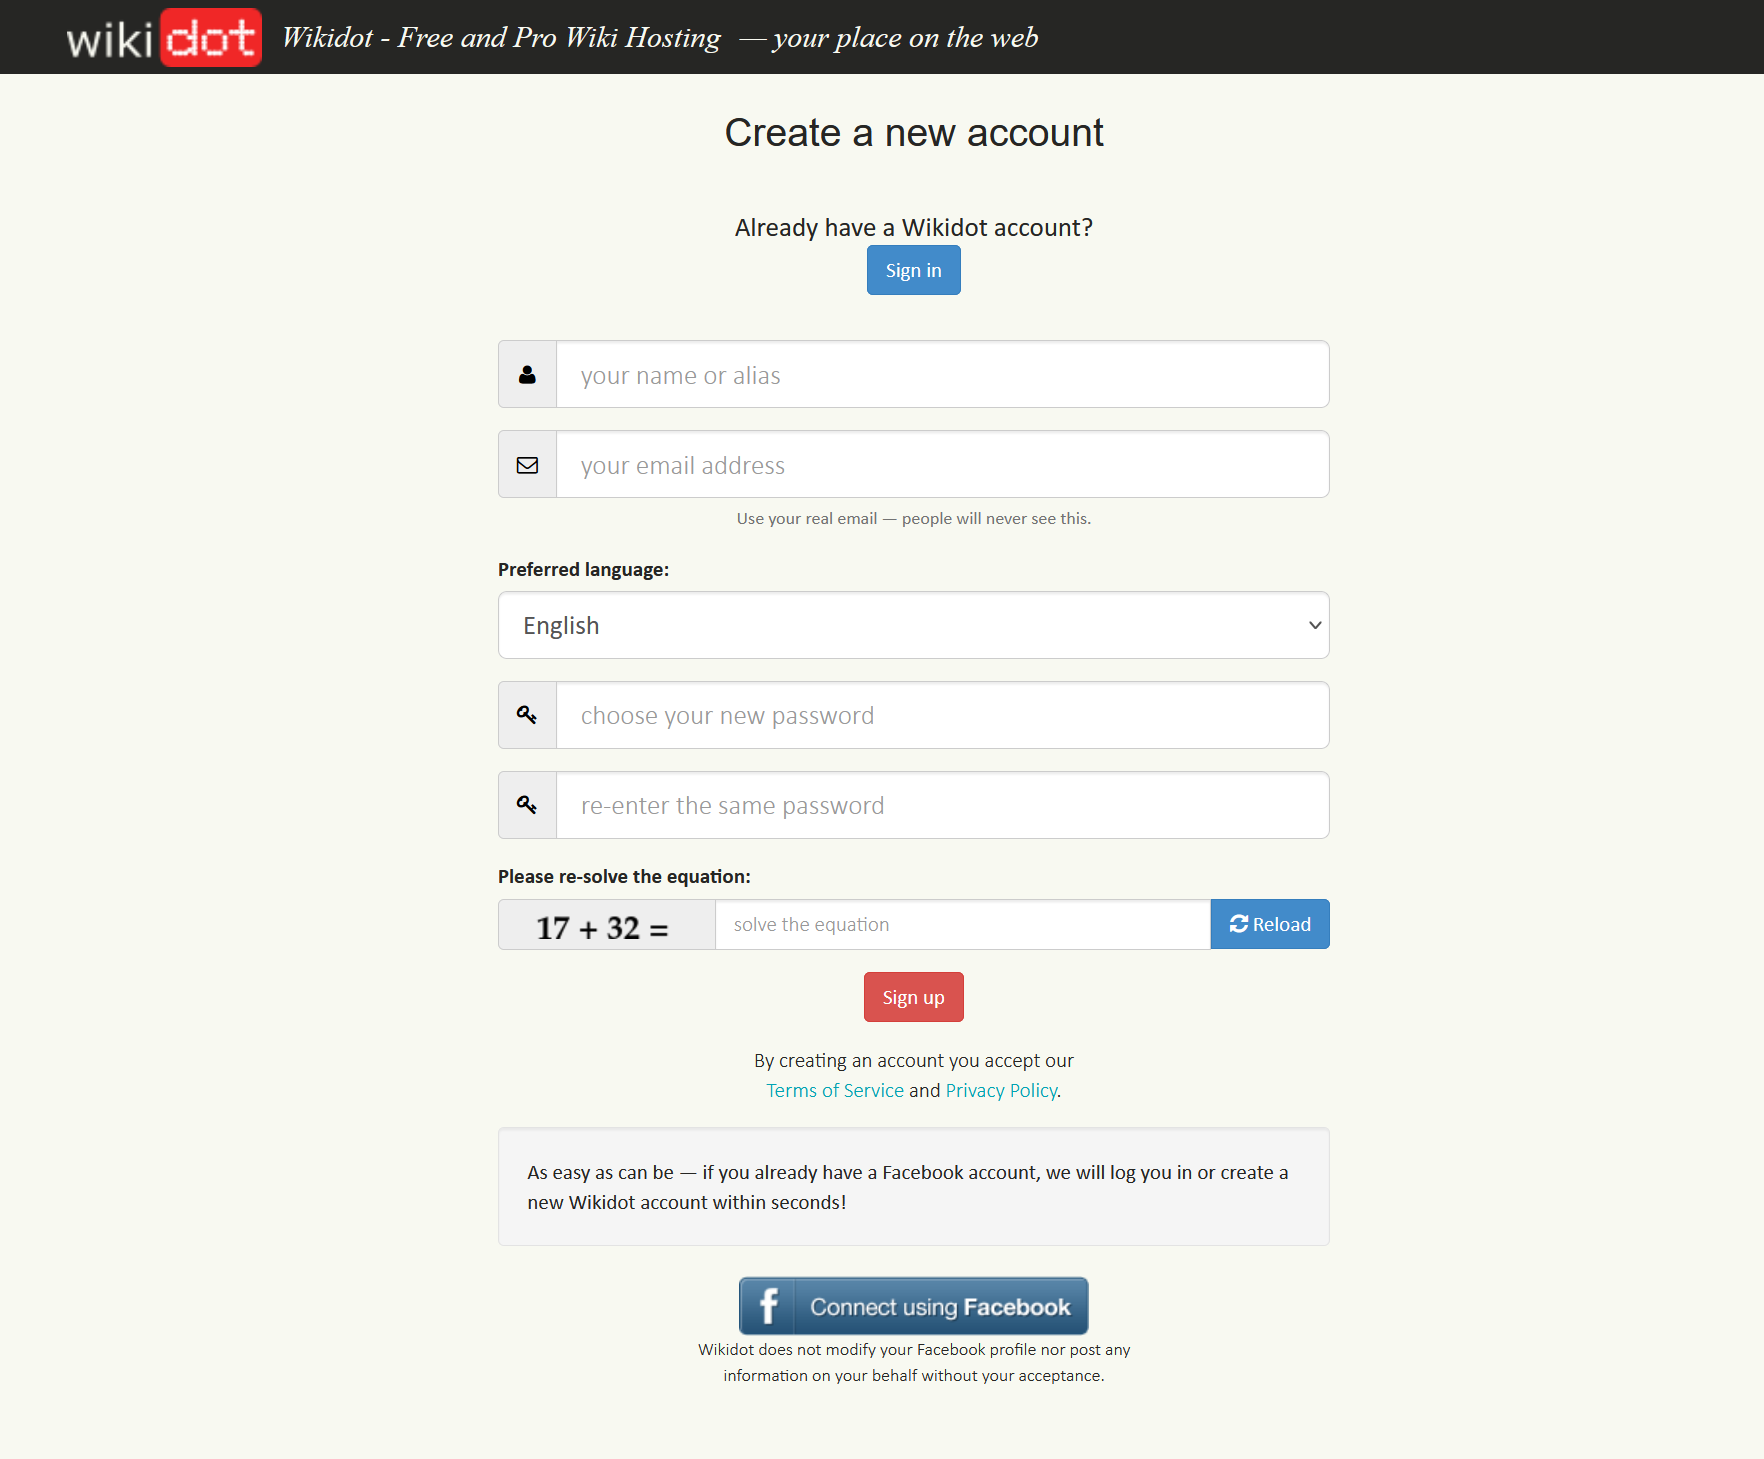 wikidot Wikidot - Free and Pro Wiki Hosting — your place on the web
Create a new account
Already have a Wikidot account?
Sign in
your name or alias
your email address
Use your real email — people will never see this.
Preferred language:
English
choose your new password
re-enter the same password
Please re-solve the equation:
17 + 32 = solve the equation Reload
Sign up
By creating an account you accept our
Terms of Service and Privacy Policy.
As easy as can be — if you already have a Facebook account, we will log you in or create a
new Wikidot account within seconds!
f Connect using Facebook
Wikidot does not modify your Facebook profile nor post any
information on your behalf without your acceptance.